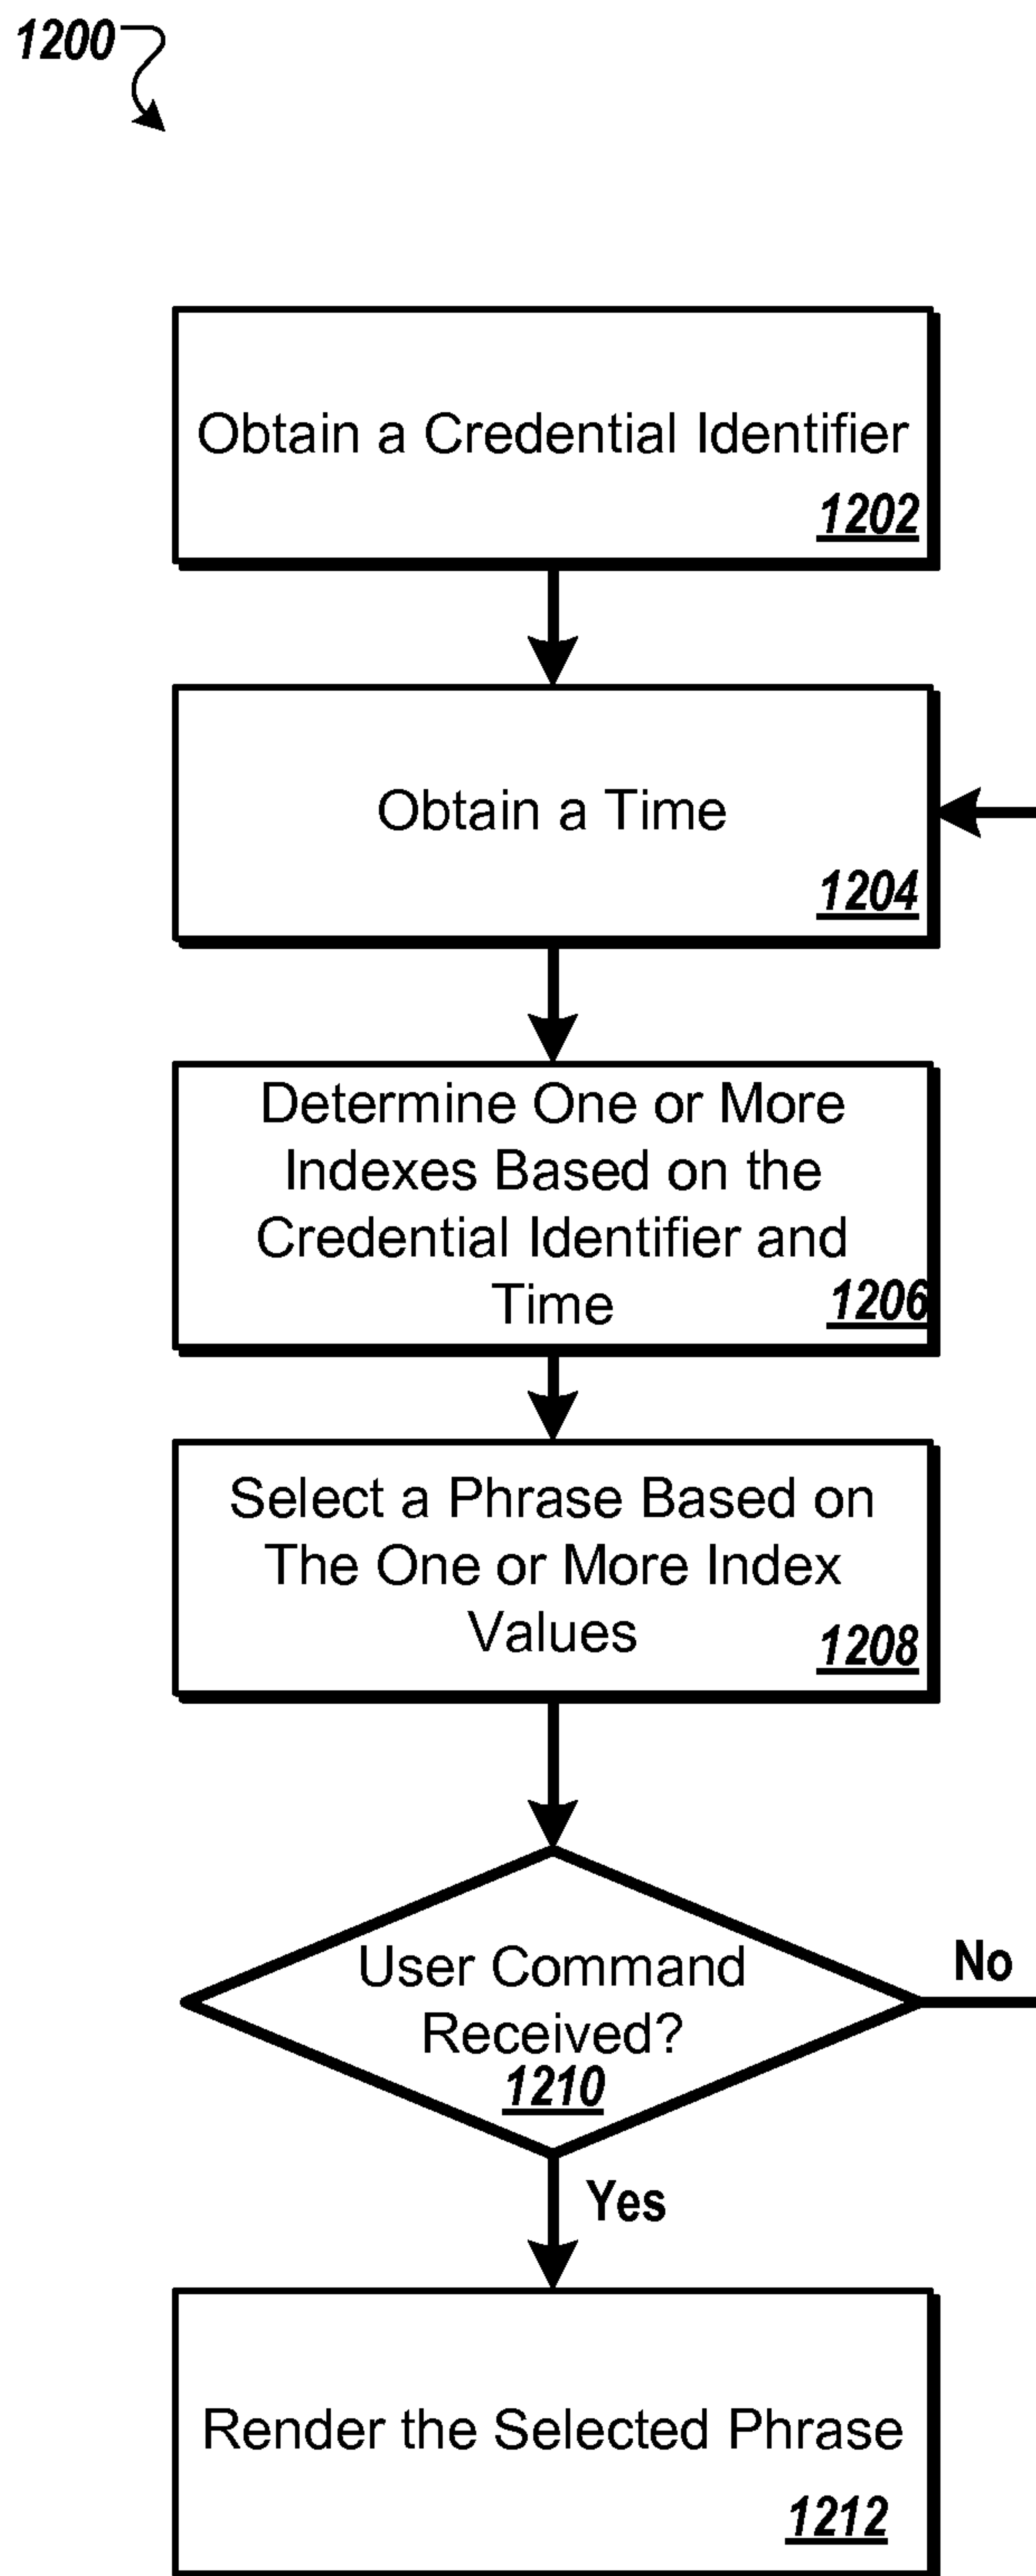 1200
Obtain a Credential Identifier
1202
Obtain a Time
1204
Determine One or More
Indexes Based on the
Credential Identifier and
Time
1206
Select a Phrase Based on
The One or More Index
Values
1208
User Command
Received?
1210
No
Yes
Render the Selected Phrase
1212